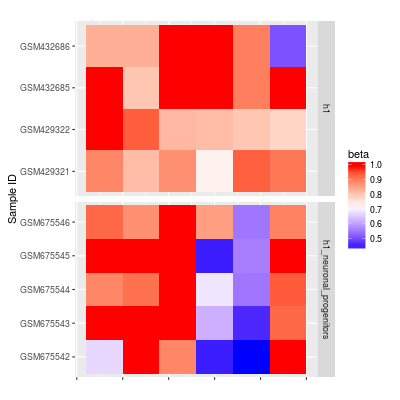 GSM432686
GSM432685
GSM429322
GSM429321
h1
GSM675546
GSM675545
GSM675544
GSM675543
GSM675542
h1_neuronal_progenitors
Sample ID
beta
1.0
0.9
0.8
0.7
0.6
0.5